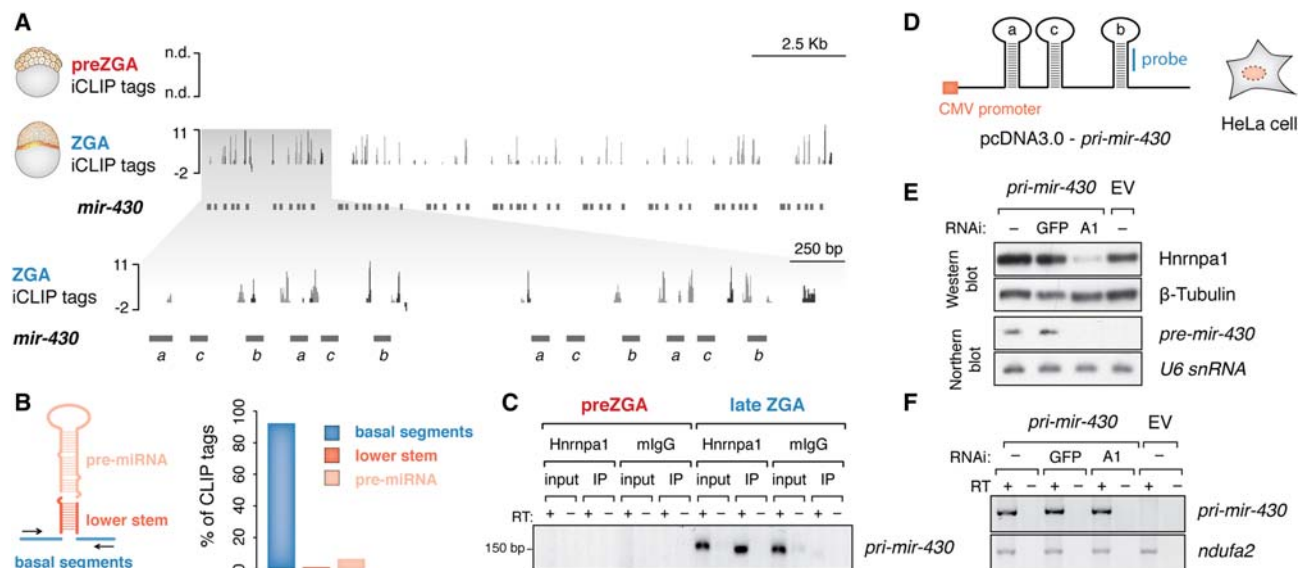 A
preZGA
iCLIP tags
n.d.
n.d.
2.5 Kb
ZGA
iCLIP tags
11
-2
mir-430
250 bp
ZGA
iCLIP tags
11
-2
mir-430
a c b a c b a c b a c b
B
pre-miRNA
lower stem
basal segments
% of CLIP tags
100
80
60
40
20
0
basal segments
lower stem
pre-miRNA
C
preZGA late ZGA
Hnrnpa1 mIgG Hnrnpa1 mIgG
input IP input IP input IP input IP
RT: + – + – + – + – + – + – + – + –
150 bp
pri-mir-430
D
a c b
probe
CMV promoter
pcDNA3.0 - pri-mir-430
HeLa cell
E
pri-mir-430 EV
RNAi: – GFP A1 –
Western blot
Hnrnpa1
β-Tubulin
Northern blot
pre-mir-430
U6 snRNA
F
pri-mir-430 EV
RNAi: – GFP A1 –
RT + – + – + – + –
pri-mir-430
ndufa2